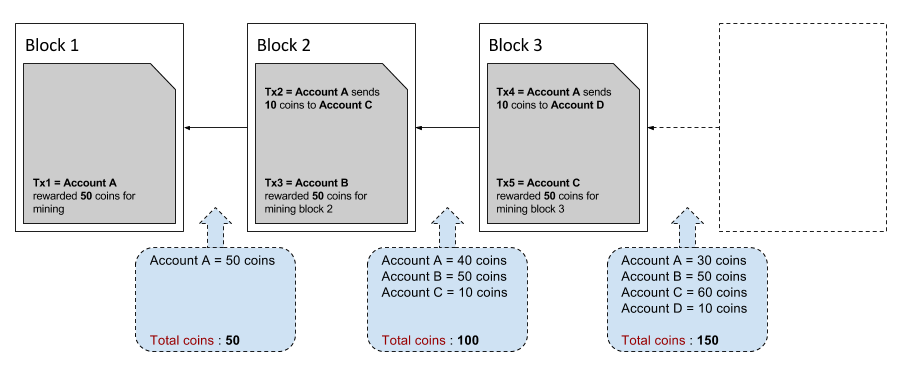 Block 1
Tx1 = Account A
rewarded 50 coins for
mining
Block 2
Tx2 = Account A sends
10 coins to Account C
Tx3 = Account B
rewarded 50 coins for
mining block 2
Block 3
Tx4 = Account A sends
10 coins to Account D
Tx5 = Account C
rewarded 50 coins for
mining block 3
Account A = 50 coins
Total coins : 50
Account A = 40 coins
Account B = 50 coins
Account C = 10 coins
Total coins : 100
Account A = 30 coins
Account B = 50 coins
Account C = 60 coins
Account D = 10 coins
Total coins : 150